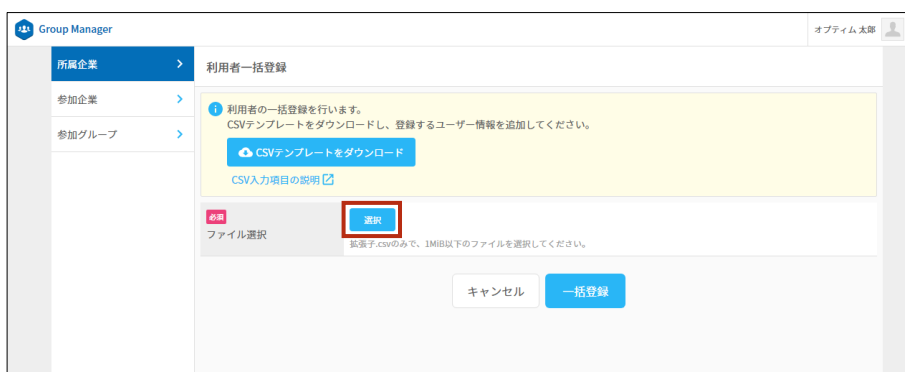 Group Manager
オプティム 太郎
所属企業
参加企業
参加グループ
利用者一括登録
利用者の一括登録を行います。
CSVテンプレートをダウンロードし、登録するユーザー情報を追加してください。
CSVテンプレートをダウンロード
CSV入力項目の説明
必須
ファイル選択
選択
拡張子.csvのみで、1MiB以下のファイルを選択してください。
キャンセル
一括登録